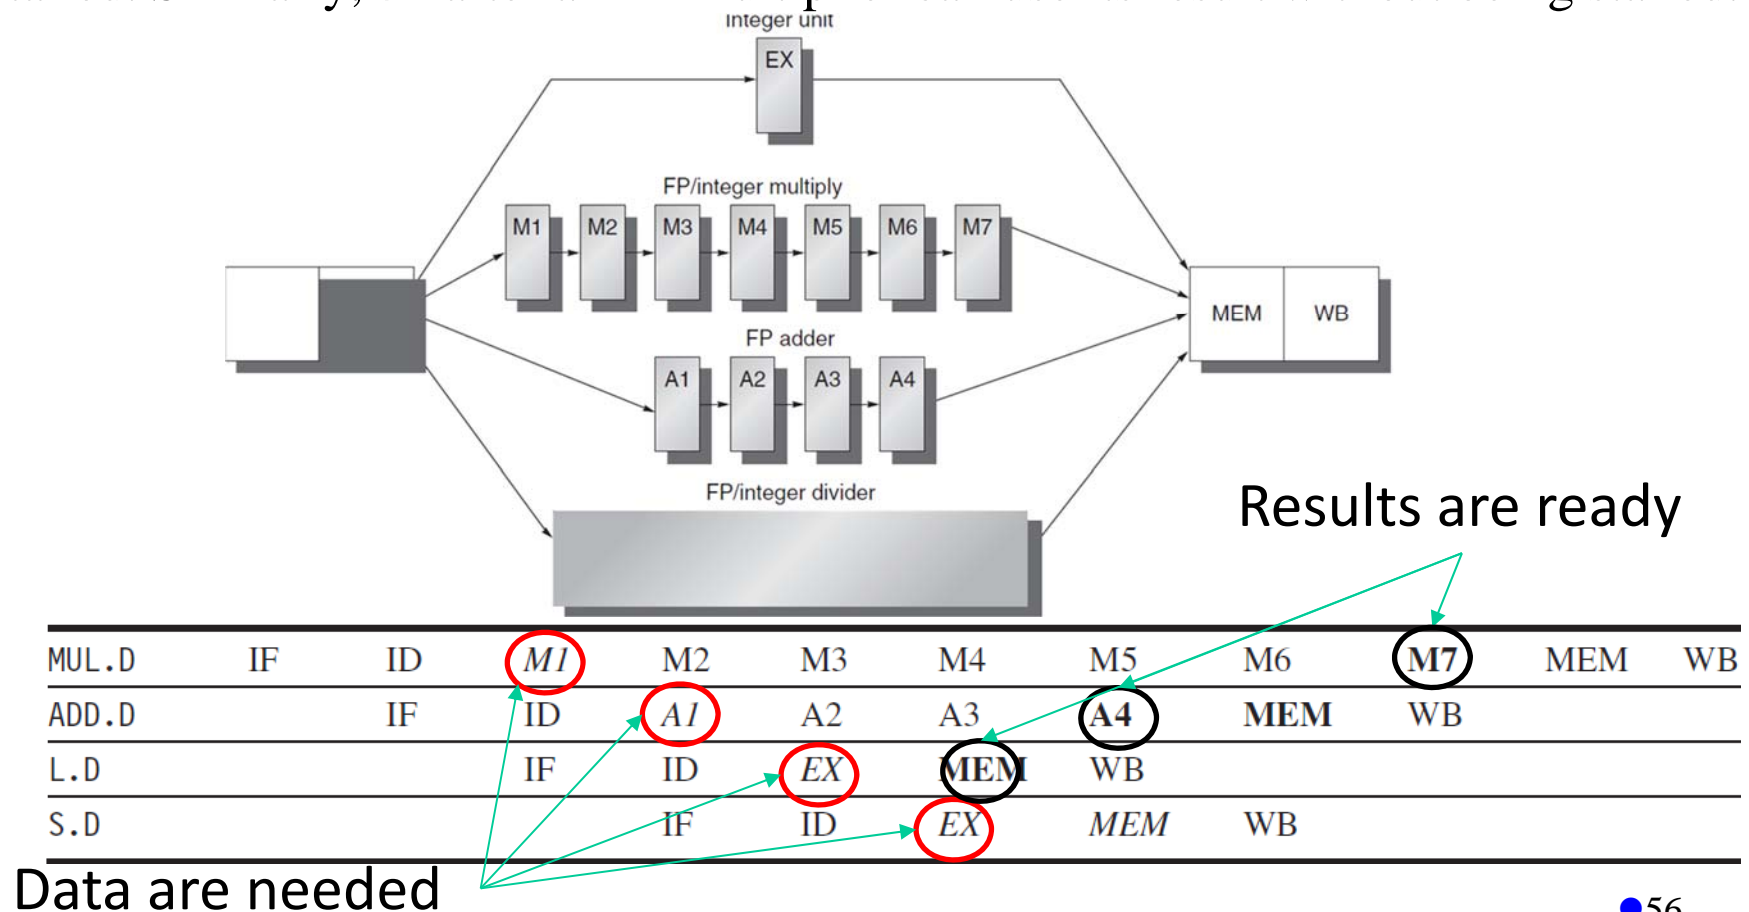 Integer unit
EX
FP/integer multiply
M1 M2 M3 M4 M5 M6 M7
FP adder
MEM WB
A1 A2 A3 A4
FP/integer divider
Results are ready
MUL.D IF ID M1 M2 M3 M4 M5 M6 M7 MEM WB
ADD.D IF ID A1 A2 A3 A4 MEM WB
L.D IF ID EX MEM WB
S.D IF ID EX MEM WB
Data are needed
56